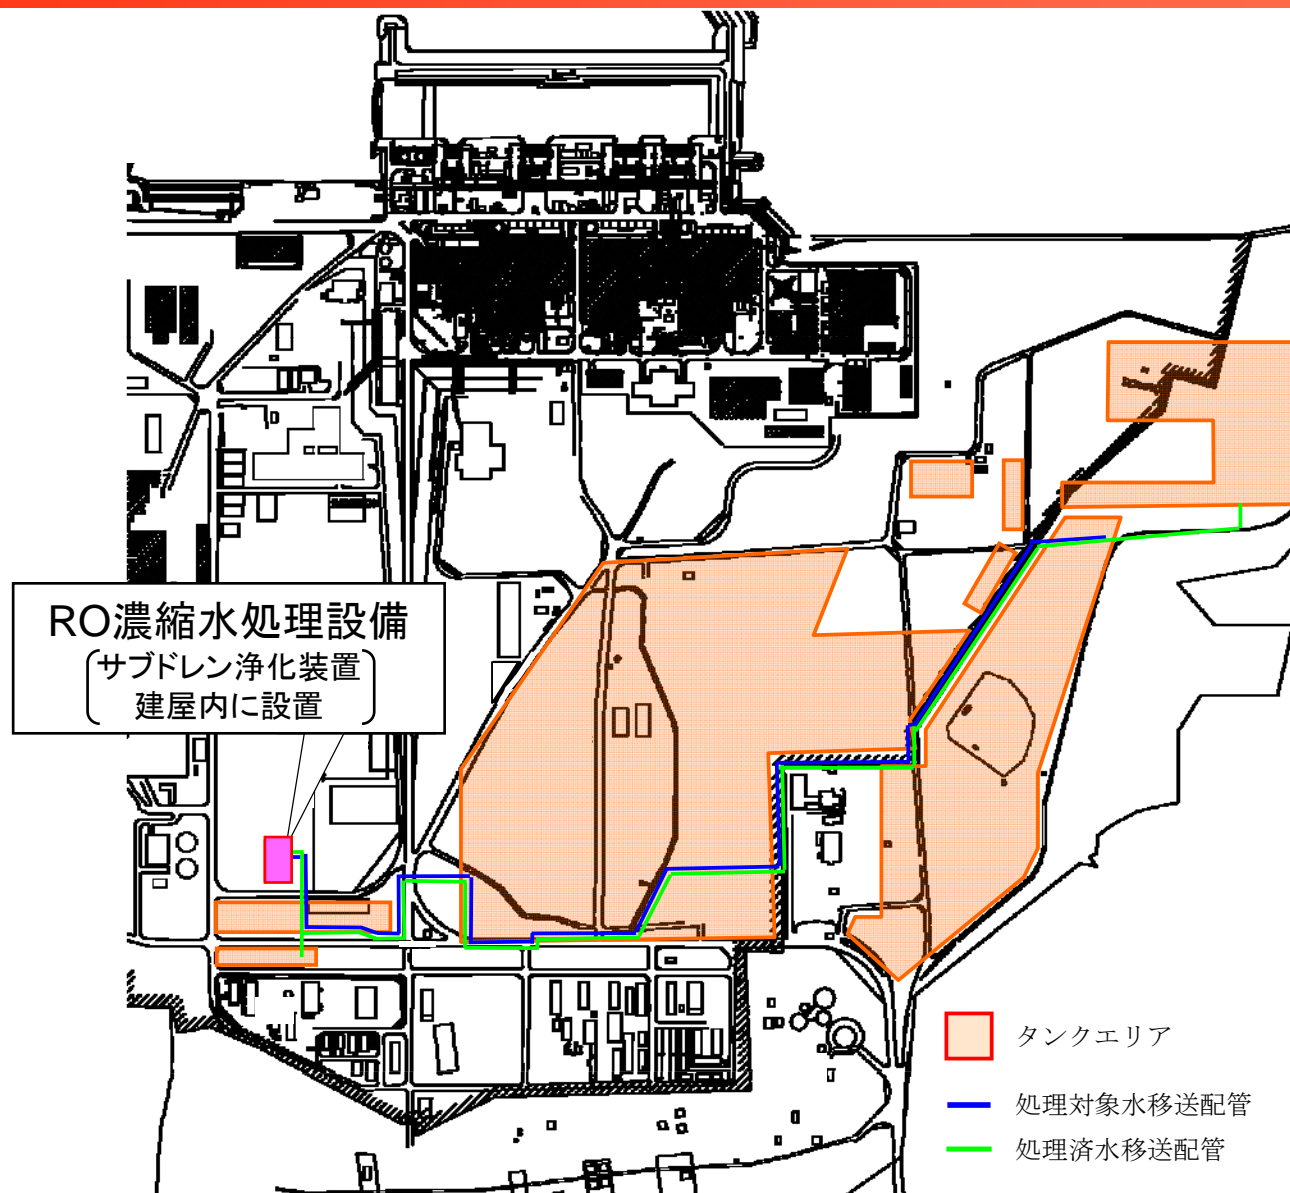 RO濃縮水処理設備
サブドレン浄化装置
建屋内に設置
タンクエリア
処理対象水移送配管
処理済水移送配管